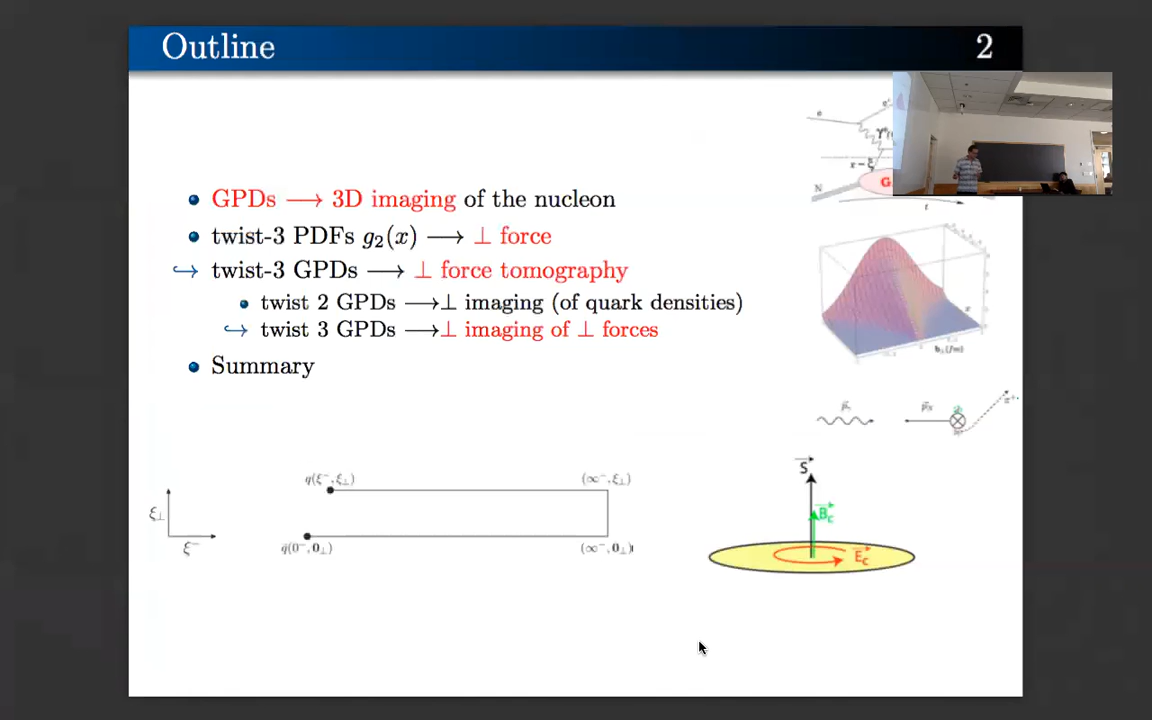 Outline
2
e
N
t
GPDs ⟶ 3D imaging of the nucleon
twist-3 PDFs g₂(x) ⟶ ⊥ force
↪ twist-3 GPDs ⟶ ⊥ force tomography
twist 2 GPDs ⟶⊥ imaging (of quark densities)
↪ twist 3 GPDs ⟶⊥ imaging of ⊥ forces
Summary
x
b⊥(fm)
q(ξ⁻, ξ⊥)
(∞⁻, ξ⊥)
ξ⊥
ξ⁻
q(0⁻, 0⊥)
(∞⁻, 0⊥)
S⃗
B⃗c
E⃗c